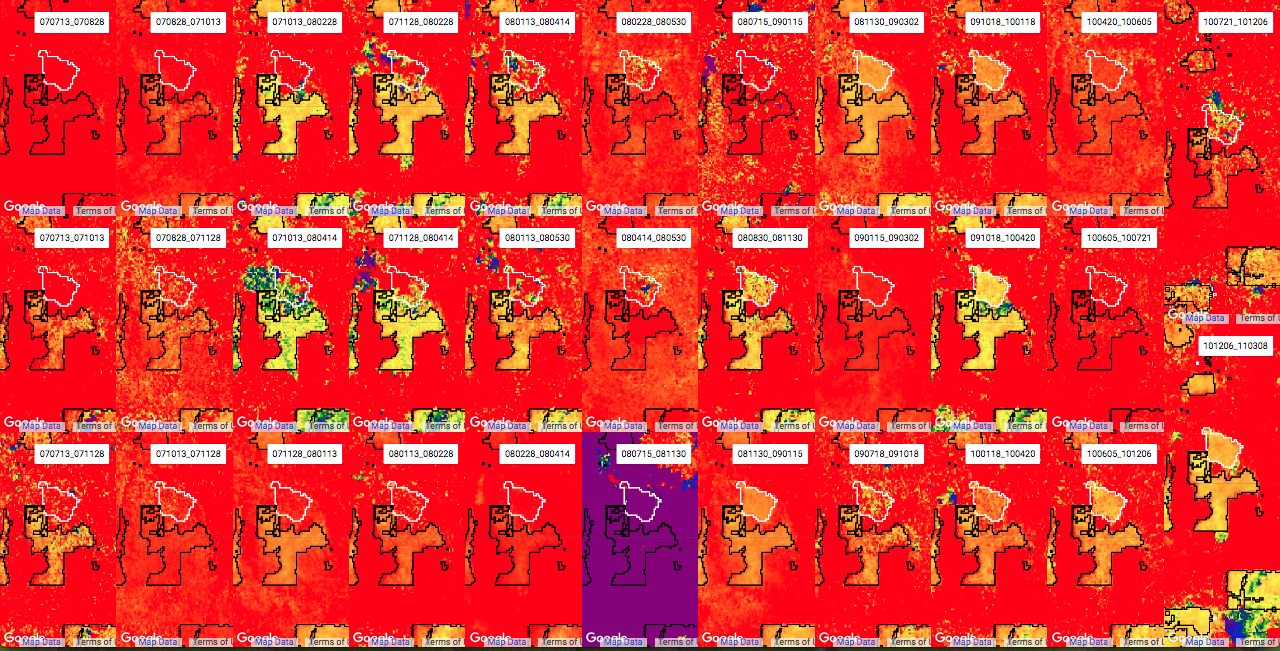 070713_070828
070828_071013
071013_080228
071128_080228
080113_080414
080228_080530
080715_090115
081130_090302
091018_100118
100420_100605
100721_101206
Google Map Data Terms of
Google Map Data Terms of U
Google Map Data Terms of U
Google Map Data Terms of U
Google Map Data Terms of
Google Map Data Terms of
Google Map Data Terms of
Google Map Data Terms of U
Google Map Data Terms of U
Google Map Data Terms of U
070713_071013
070828_071128
071013_080414
071128_080414
080113_080530
080414_080530
080830_081130
090115_090302
091018_100420
100605_100721
Go Map Data Terms of U
101206_110308
Google Map Data Terms of
Google Map Data Terms of U
Google Map Data Terms of U
Google Map Data Terms of U
Google Map Data Terms of
Google Map Data Terms of
Google Map Data Terms of
Google Map Data Terms of U
Google Map Data Terms of U
Google Map Data Terms of U
070713_071128
071013_071128
071128_080113
080113_080228
080228_080414
080715_081130
081130_090115
090718_091018
100118_100420
100605_101206
Google Map Data Terms of
Google Map Data Terms of U
Google Map Data Terms of U
Google Map Data Terms of U
Google Map Data Terms of
Google Map Data Terms of
Google Map Data Terms of
Google Map Data Terms of U
Google Map Data Terms of U
Google Map Data Terms of U
Google Map Data Terms of U